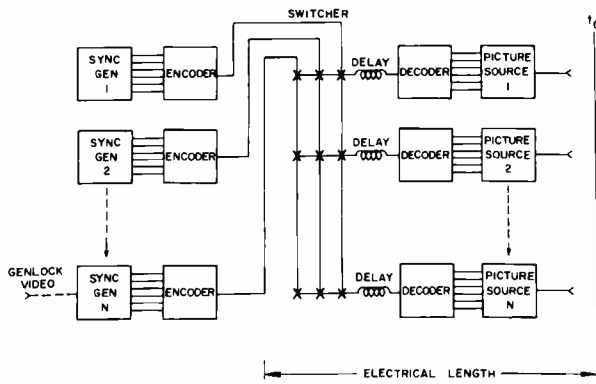 SWITCHER
SYNC GEN 1
ENCODER
DELAY
DECODER
PICTURE SOURCE 1
SYNC GEN 2
ENCODER
DELAY
DECODER
PICTURE SOURCE 2
GENLOCK VIDEO
SYNC GEN N
ENCODER
DELAY
DECODER
PICTURE SOURCE N
ELECTRICAL LENGTH